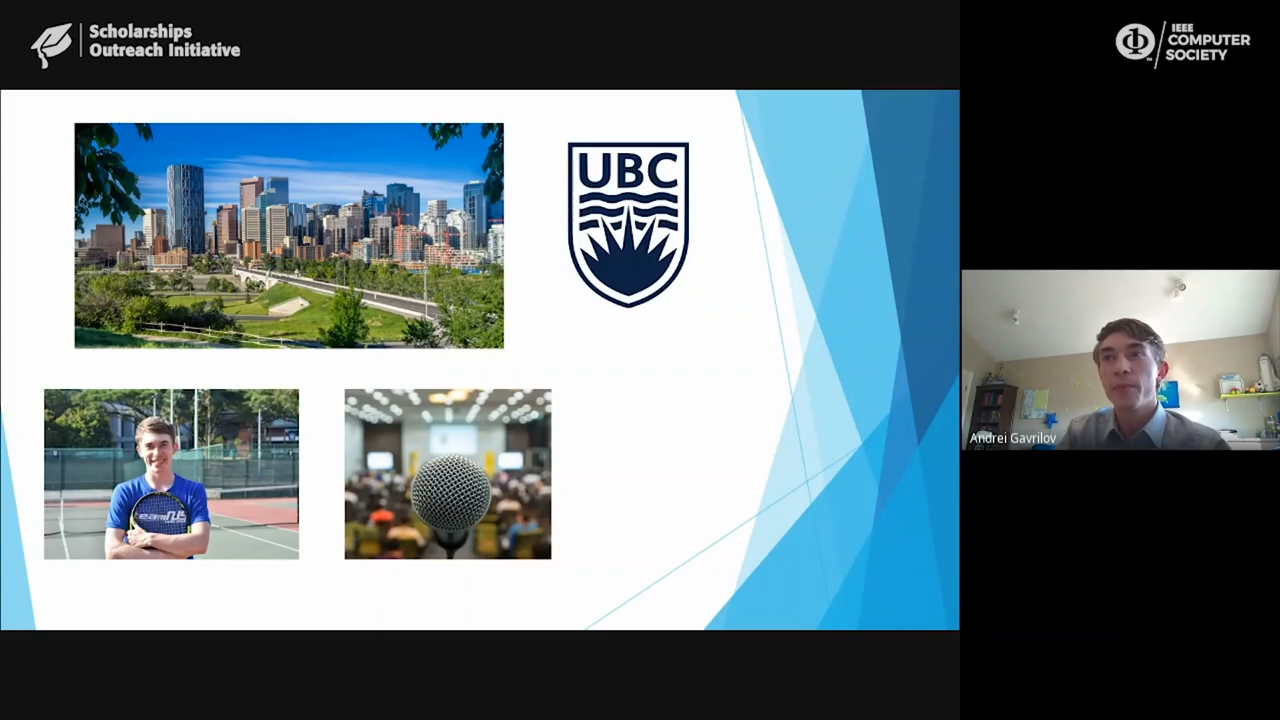 Scholarships
Outreach Initiative
IEEE
COMPUTER
SOCIETY
UBC
Andrei Gavrilov